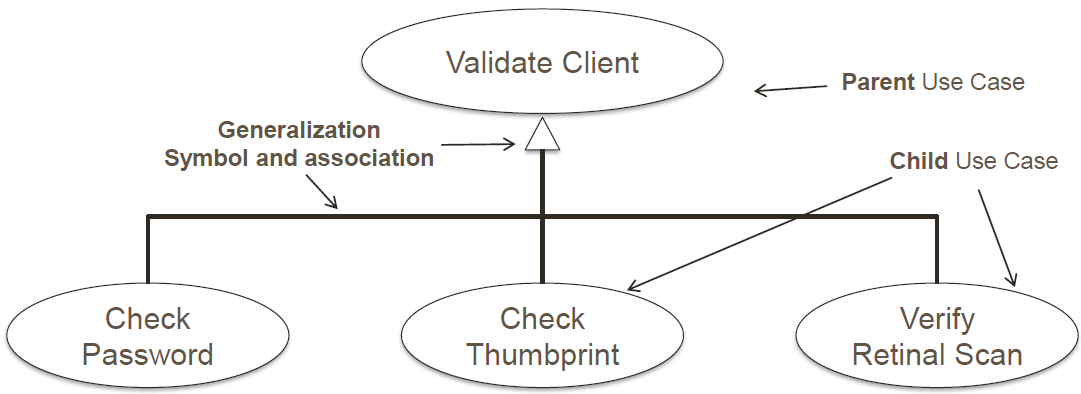 Validate Client
Parent Use Case
Generalization
Symbol and association
Child Use Case
Check
Password
Check
Thumbprint
Verify
Retinal Scan